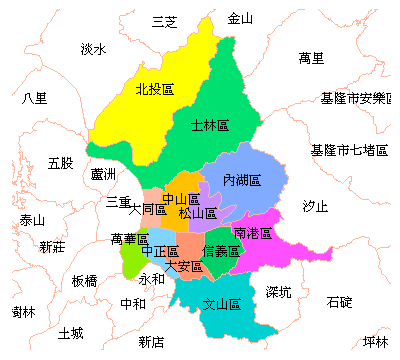 金山
三芝
淡水
萬里
北投區
八里
基隆市安樂區
士林區
基隆市七堵區
五股
蘆洲
內湖區
中山區
三重
大同區
松山區
汐止
泰山
南港區
萬華區
新莊
中正區
信義區
大安區
板橋
永和
深坑
中和
文山區
石碇
樹林
土城
新店
坪林